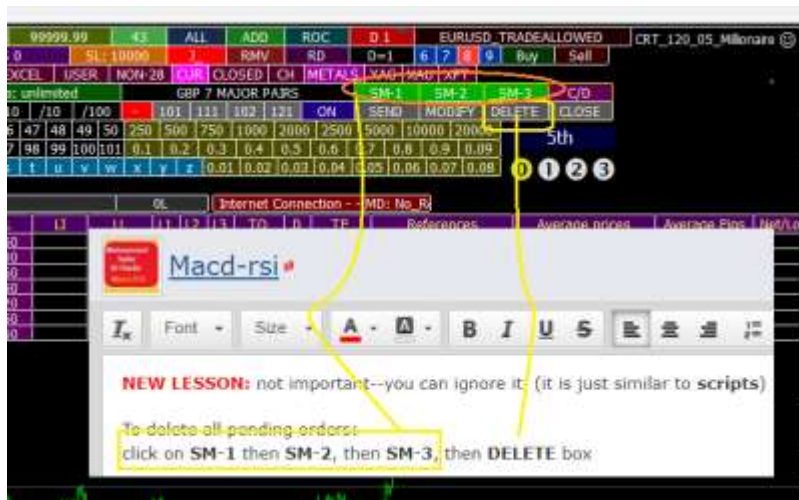 99999.99 43 ALL ADD ROC D 1 EURUSD_TRADEALLOWED CRT_120_05_Millionaire
SL: 10000 RMV RD D=1 6 7 8 9 Buy Sell
EXCEL USER NON-28 CUR CLOSED CH METALS XAG XAU XPT
unlimited GBP 7 MAJOR PAIRS SM-1 SM-2 SM-3 C/D
/10 /100 - 101 111 102 121 ON SEND MODIFY DELETE CLOSE
47 48 49 50 250 500 750 1000 2000 2500 5000 10000 20000 5th
98 99 100 101 0.1 0.2 0.3 0.4 0.5 0.6 0.7 0.8 0.9 0.09
t u v w x y z 0.01 0.02 0.03 0.04 0.05 0.06 0.07 0.08 0 1 2 3
0L Internet Connection - -MD:
LT L1 L2 L3 TO D TP References Average prices Average Pips
Macd-rsi
Font Size A A B I U S
NEW LESSON: not important--you can ignore it (it is just similar to scripts)
To delete all pending orders:
click on SM-1 then SM-2, then SM-3, then DELETE box